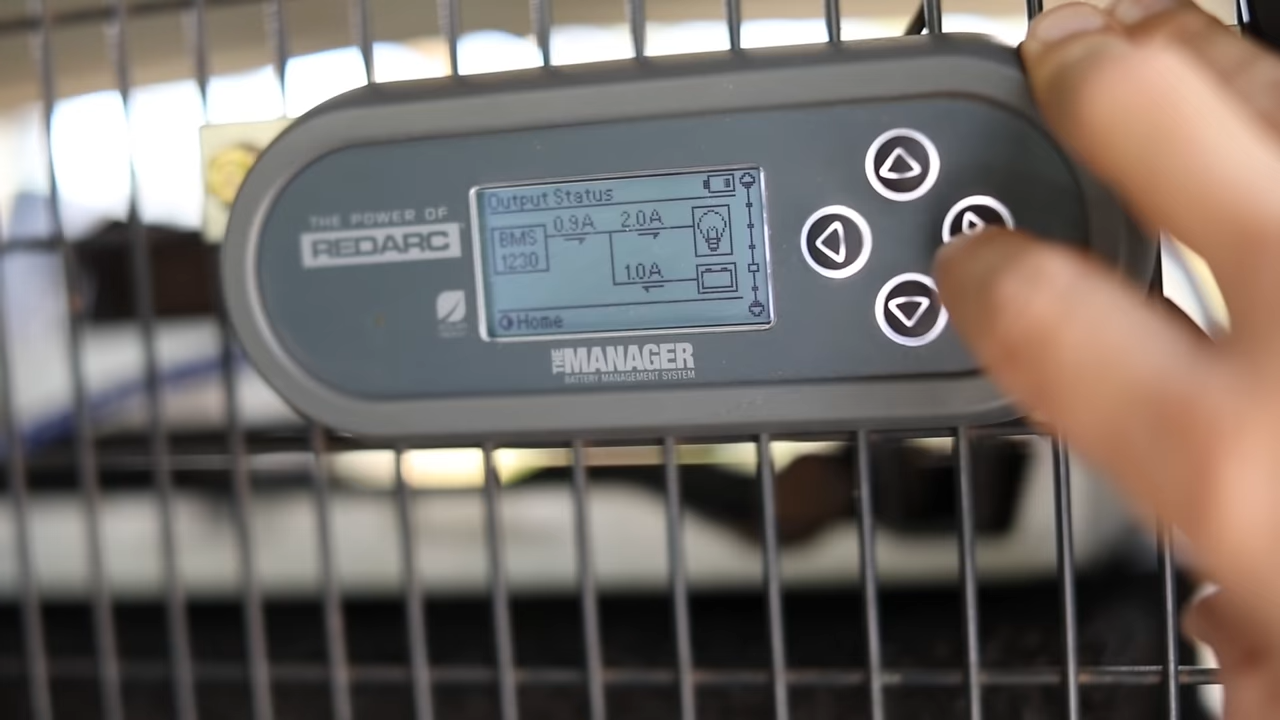 THE POWER OF
REDARC
Output Status
BMS
1230
0.9A
2.0A
1.0A
Home
THE MANAGER
BATTERY MANAGEMENT SYSTEM